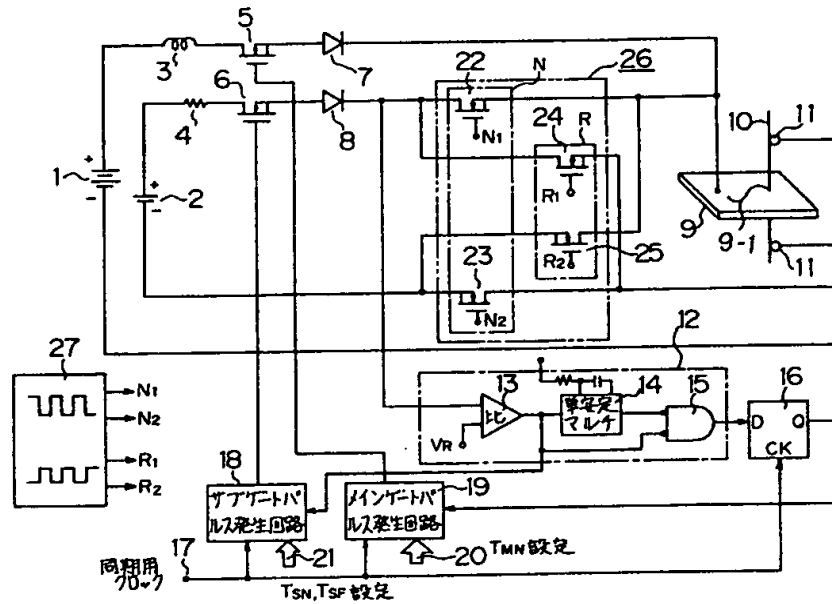 5
3
7
6
22
N
26
4
8
N1
24
R
10
11
1
+
-
2
+
-
R1
9
9-1
23
R2
25
11
N2
12
27
N1
N2
R1
R2
13
比
14
単安定
マルチ
15
16
D
Q
CK
VR
18
サブゲートパ
ルス発生回路
19
メインゲートパ
ルス発生回路
17
同期用
クロック
21
20
TMN設定
TSN,TSF設定